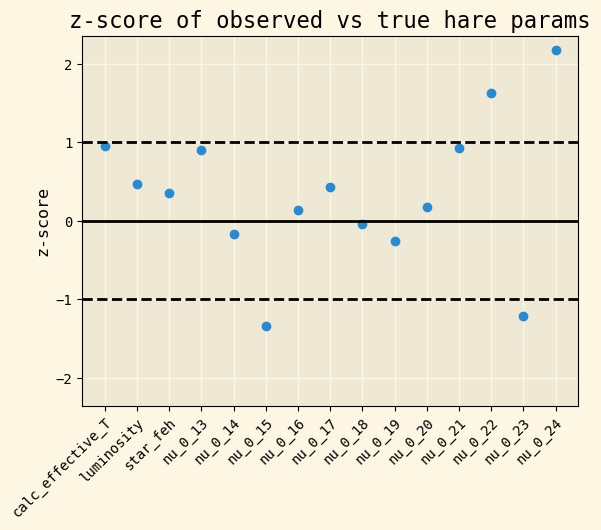 z-score of observed vs true hare params
z-score
2
1
0
−1
−2
calc_effective_T
luminosity
star_feh
nu_0_13
nu_0_14
nu_0_15
nu_0_16
nu_0_17
nu_0_18
nu_0_19
nu_0_20
nu_0_21
nu_0_22
nu_0_23
nu_0_24